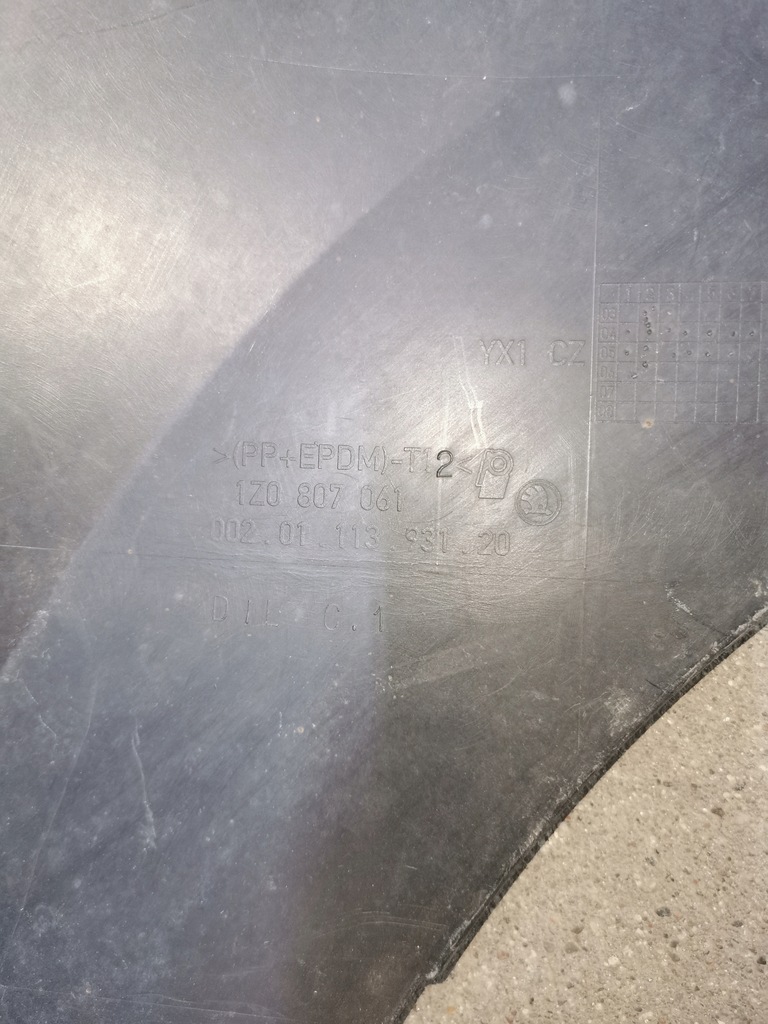 YX1 CZ
>(PP+EPDM)-T12<
1Z0 807 061
002.01.113.931.20
DIL C.1